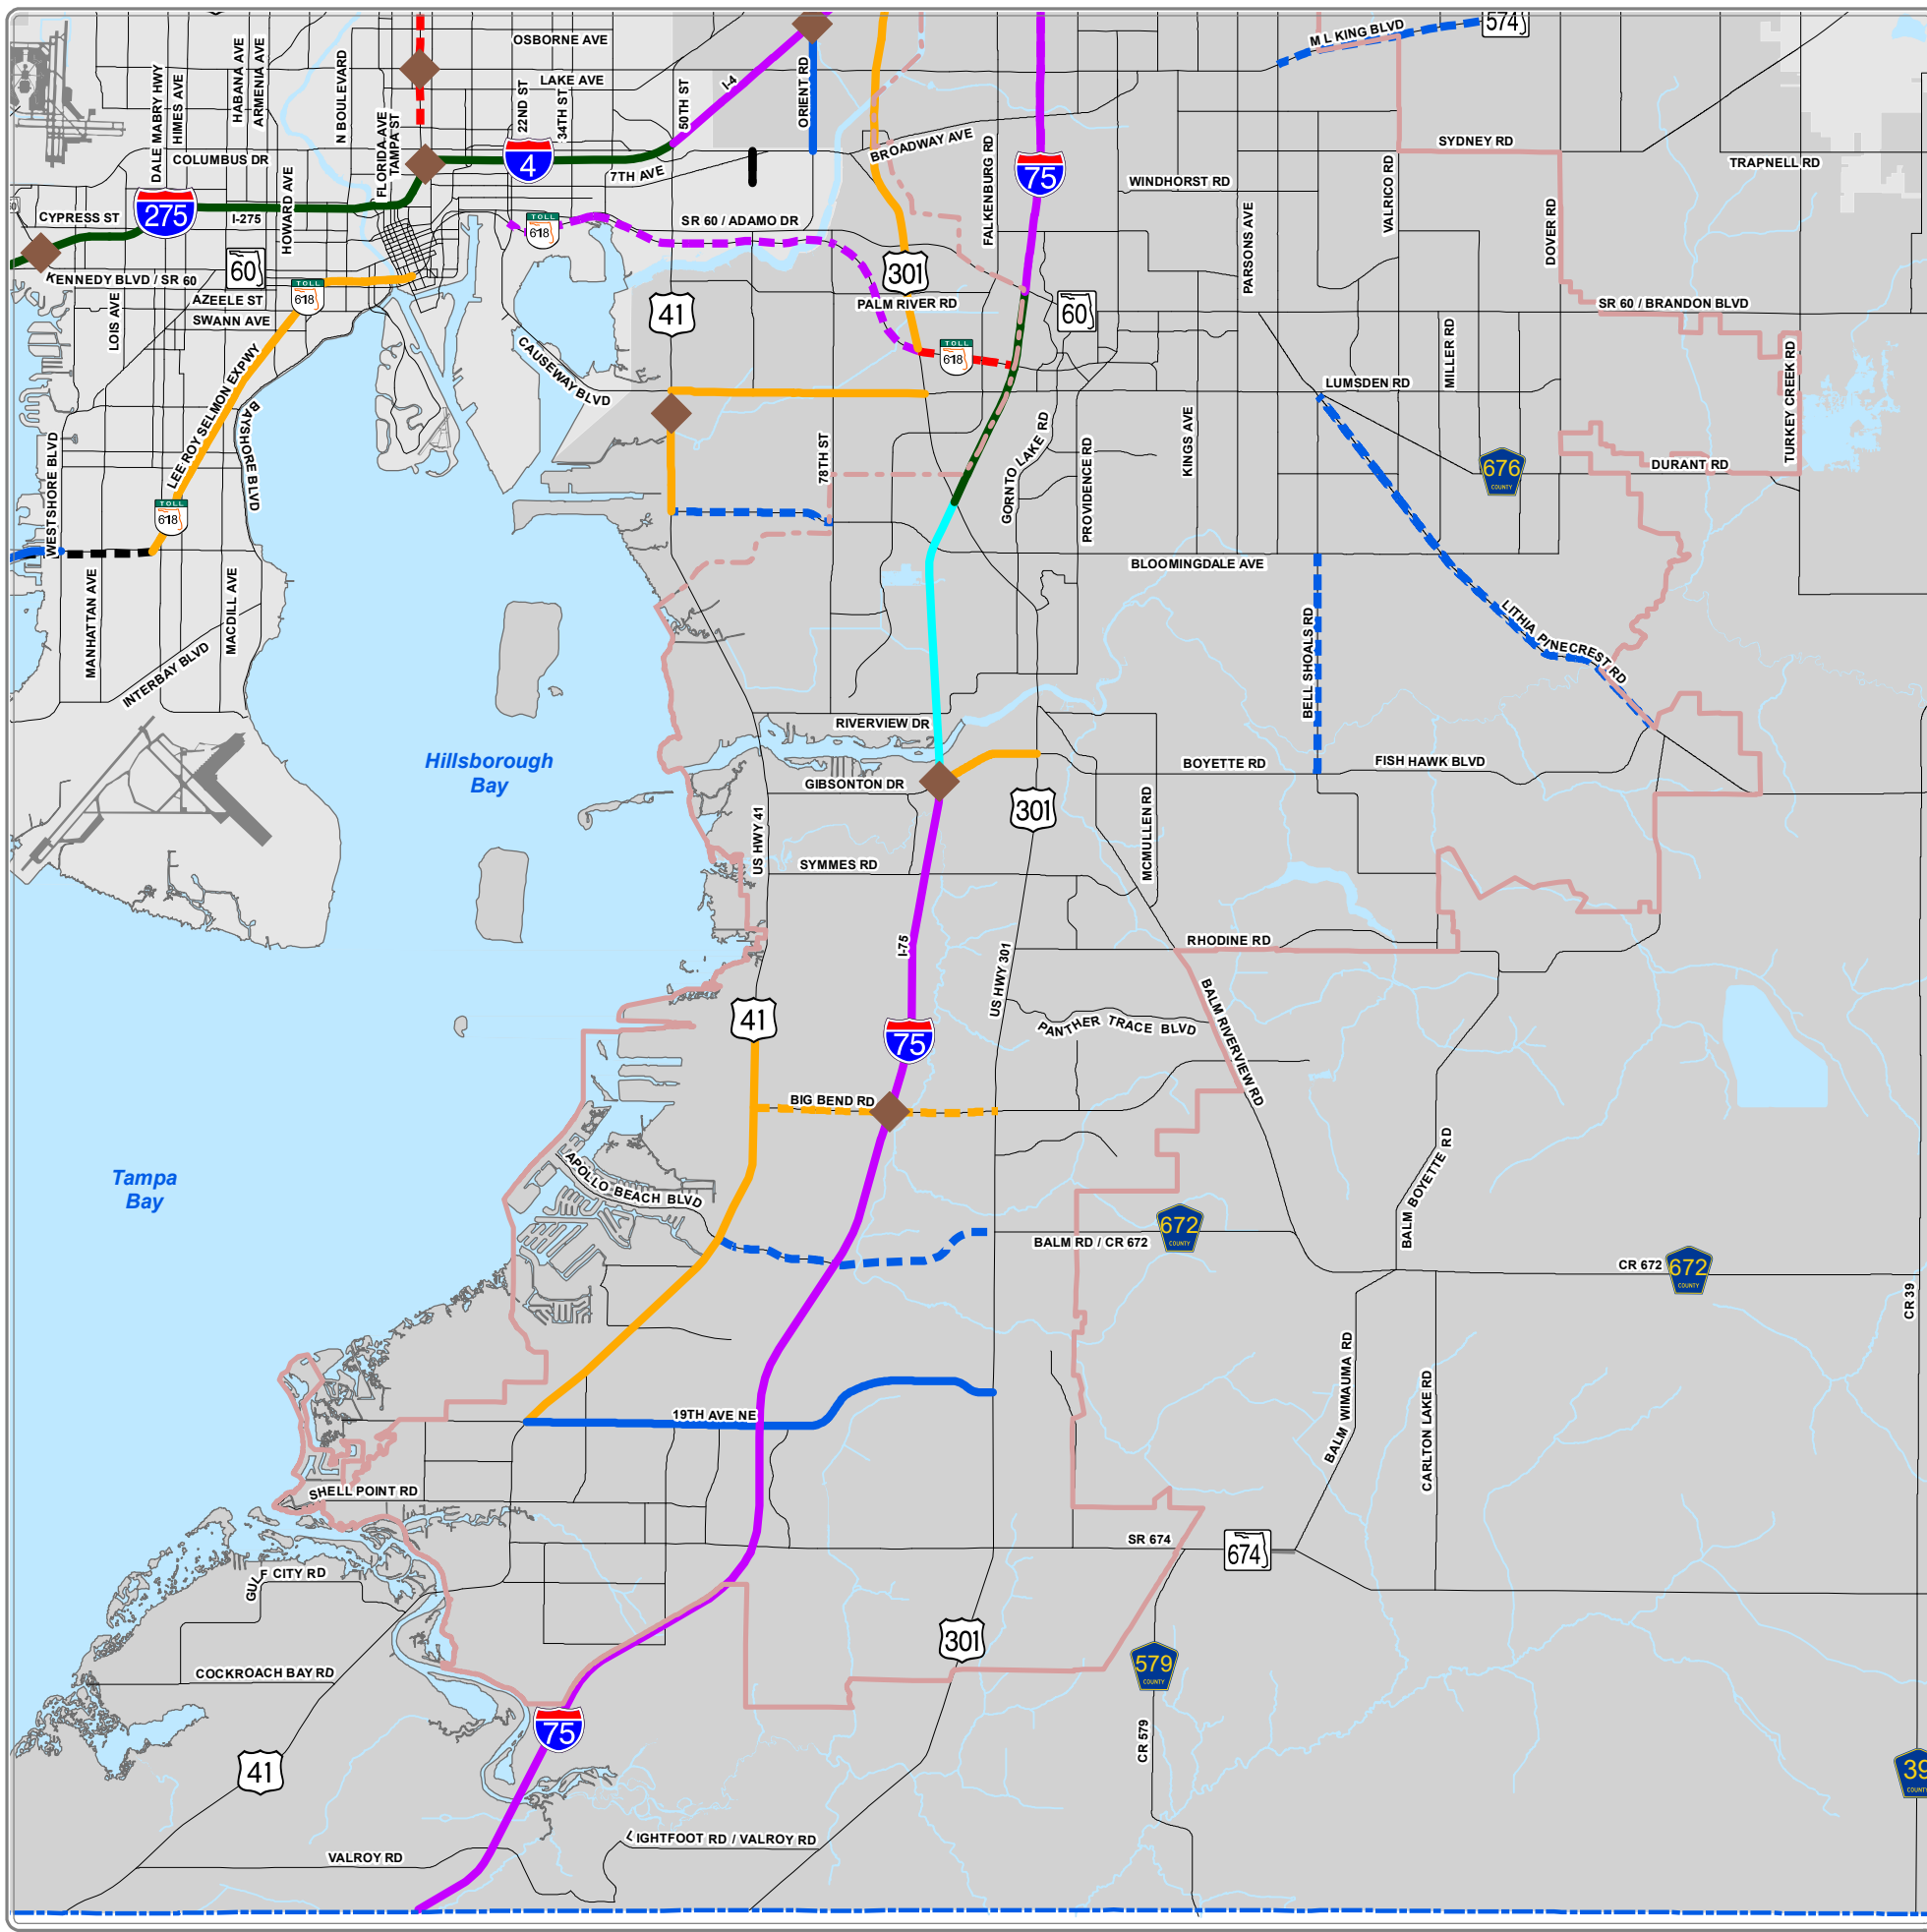 M L KING BLVD
574
OSBORNE AVE
LAKE AVE
I-4
ORIENT RD
50TH ST
22ND ST
34TH ST
N BOULEVARD
HABANA AVE
ARMENIA AVE
DALE MABRY HWY
HIMES AVE
FLORIDA AVE
TAMPA ST
COLUMBUS DR
4
7TH AVE
BROADWAY AVE
FALKENBURG RD
75
WINDHORST RD
VALRICO RD
SYDNEY RD
TRAPNELL RD
HOWARD AVE
CYPRESS ST
275
I-275
TOLL
618
SR 60 / ADAMO DR
PARSONS AVE
DOVER RD
60
KENNEDY BLVD / SR 60
TOLL
618
AZEELE ST
SWANN AVE
LOIS AVE
41
301
PALM RIVER RD
60
SR 60 / BRANDON BLVD
CAUSEWAY BLVD
TOLL
618
MILLER RD
TURKEY CREEK RD
LUMSDEN RD
LEE ROY SELMON EXPWY
BAYSHORE BLVD
WESTSHORE BLVD
78TH ST
GORNTO LAKE RD
PROVIDENCE RD
KINGS AVE
676
COUNTY
DURANT RD
TOLL
618
BLOOMINGDALE AVE
MANHATTAN AVE
MACDILL AVE
INTERBAY BLVD
BELL SHOALS RD
LITHIA PINECREST RD
RIVERVIEW DR
Hillsborough
Bay
GIBSONTON DR
BOYETTE RD
FISH HAWK BLVD
301
US HWY 41
MCMULLEN RD
SYMMES RD
I-75
US HWY 301
RHODINE RD
41
75
PANTHER TRACE BLVD
BALM RIVERVIEW RD
BIG BEND RD
Tampa
Bay
APOLLO BEACH BLVD
BALM BOYETTE RD
672
COUNTY
BALM RD / CR 672
CR 672
672
COUNTY
CR 39
BALM WIMAUMA RD
CARLTON LAKE RD
19TH AVE NE
SHELL POINT RD
SR 674
674
GULF CITY RD
301
579
COUNTY
COCKROACH BAY RD
75
CR 579
41
39
COUNTY
LIGHTFOOT RD / VALROY RD
VALROY RD